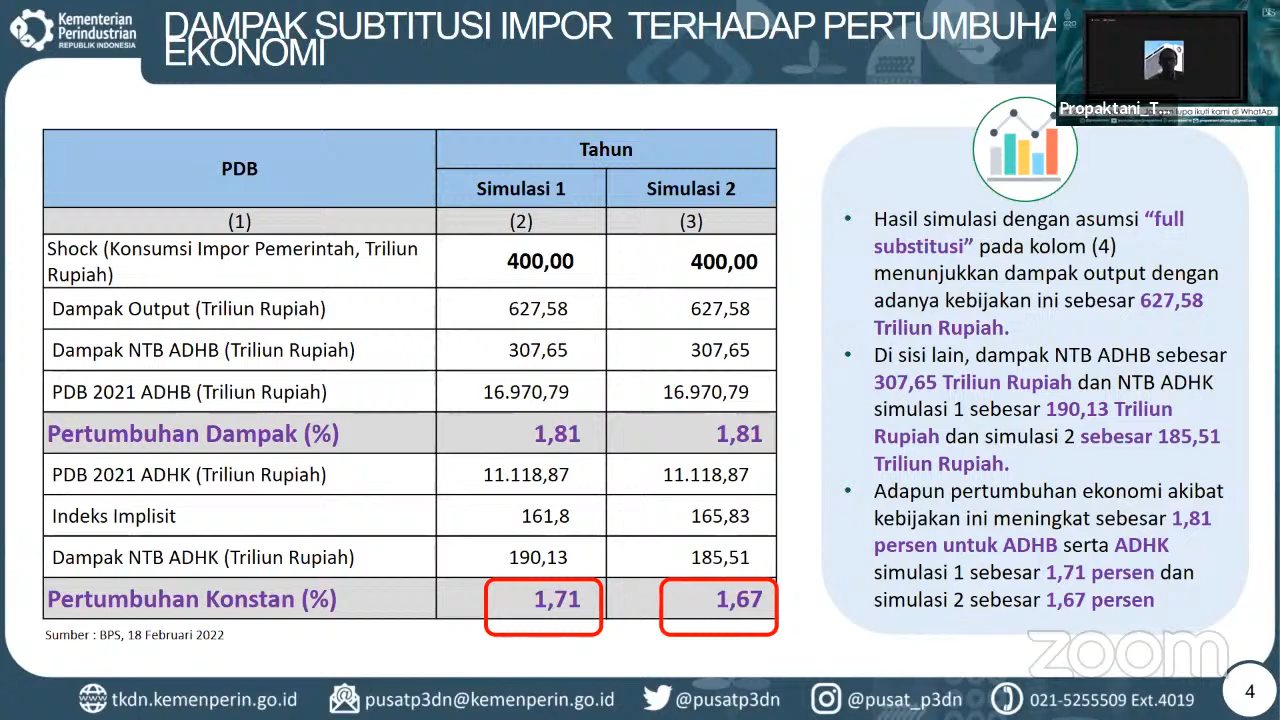 Kementerian
Perindustrian
REPUBLIK INDONESIA
DAMPAK SUBTITUSI IMPOR TERHADAP PERTUMBUHA
EKONOMI
G20
Propaktani_T...
upa ikuti kami di WhatAp
PDB
Tahun
Simulasi 1
Simulasi 2
(1)
(2)
(3)
Shock (Konsumsi Impor Pemerintah, Triliun
Rupiah)
400,00
400,00
Dampak Output (Triliun Rupiah)
627,58
627,58
Dampak NTB ADHB (Triliun Rupiah)
307,65
307,65
PDB 2021 ADHB (Triliun Rupiah)
16.970,79
16.970,79
Pertumbuhan Dampak (%)
1,81
1,81
PDB 2021 ADHK (Triliun Rupiah)
11.118,87
11.118,87
Indeks Implisit
161,8
165,83
Dampak NTB ADHK (Triliun Rupiah)
190,13
185,51
Pertumbuhan Konstan (%)
1,71
1,67
Sumber : BPS, 18 Februari 2022
• Hasil simulasi dengan asumsi “full
substitusi” pada kolom (4)
menunjukkan dampak output dengan
adanya kebijakan ini sebesar 627,58
Triliun Rupiah.
• Di sisi lain, dampak NTB ADHB sebesar
307,65 Triliun Rupiah dan NTB ADHK
simulasi 1 sebesar 190,13 Triliun
Rupiah dan simulasi 2 sebesar 185,51
Triliun Rupiah.
• Adapun pertumbuhan ekonomi akibat
kebijakan ini meningkat sebesar 1,81
persen untuk ADHB serta ADHK
simulasi 1 sebesar 1,71 persen dan
simulasi 2 sebesar 1,67 persen
zoom
tkdn.kemenperin.go.id
pusatp3dn@kemenperin.go.id
@pusatp3dn
@pusat_p3dn
021-5255509 Ext.4019
4